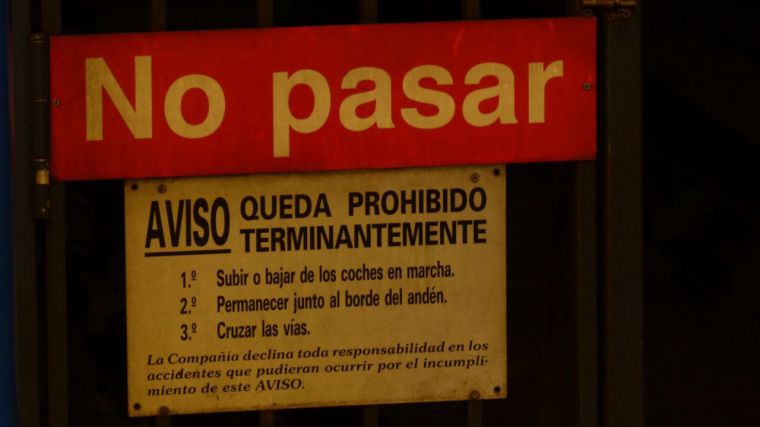 No pasar
AVISO
QUEDA PROHIBIDO
TERMINANTEMENTE
1.º Subir o bajar de los coches en marcha.
2.º Permanecer junto al borde del andén.
3.º Cruzar las vías.
La Compañia declina toda responsabilidad en los
accidentes que pudieran ocurrir por el incumpli-
miento de este AVISO.